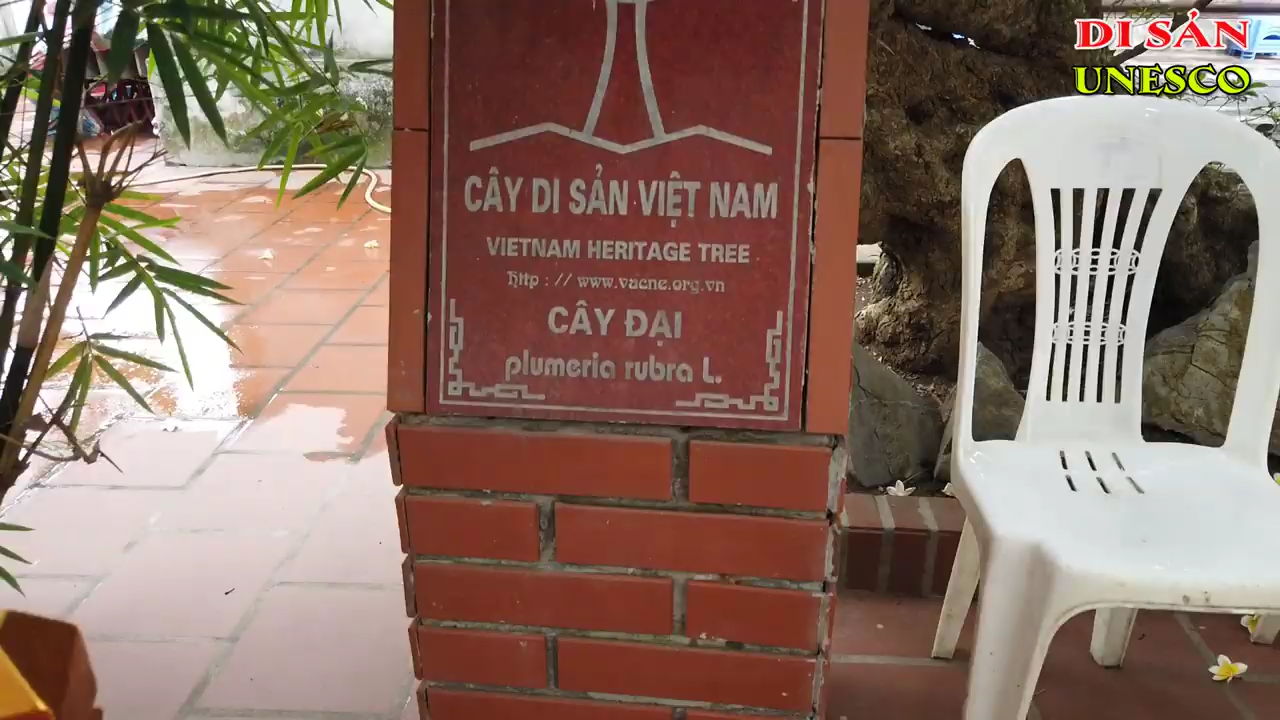 DI SẢN
UNESCO
CÂY DI SẢN VIỆT NAM
VIETNAM HERITAGE TREE
Http : // www.vacne.org.vn
CÂY ĐẠI
plumeria rubra L.